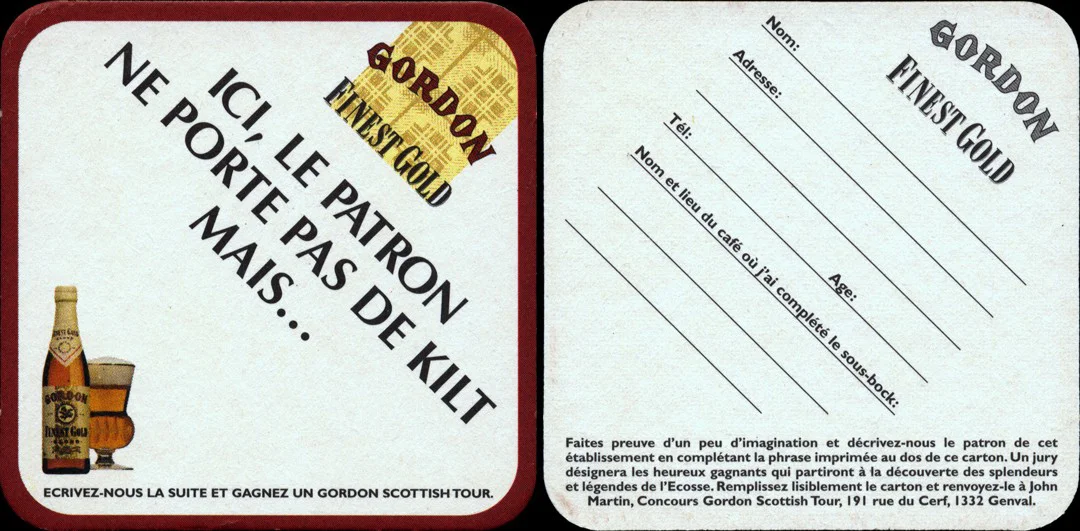 GORDON
FINEST GOLD
ICI, LE PATRON
NE PORTE PAS DE KILT
MAIS...
GORDON
FINEST GOLD
ECRIVEZ-NOUS LA SUITE ET GAGNEZ UN GORDON SCOTTISH TOUR.
GORDON
FINEST GOLD
Nom:
Adresse:
Tél:
Age:
Nom et lieu du café où j'ai complété le sous-bock:
Faites preuve d'un peu d'imagination et décrivez-nous le patron de cet
établissement en complétant la phrase imprimée au dos de ce carton. Un jury
désignera les heureux gagnants qui partiront à la découverte des splendeurs
et légendes de l'Ecosse. Remplissez lisiblement le carton et renvoyez-le à John
Martin, Concours Gordon Scottish Tour, 191 rue du Cerf, 1332 Genval.